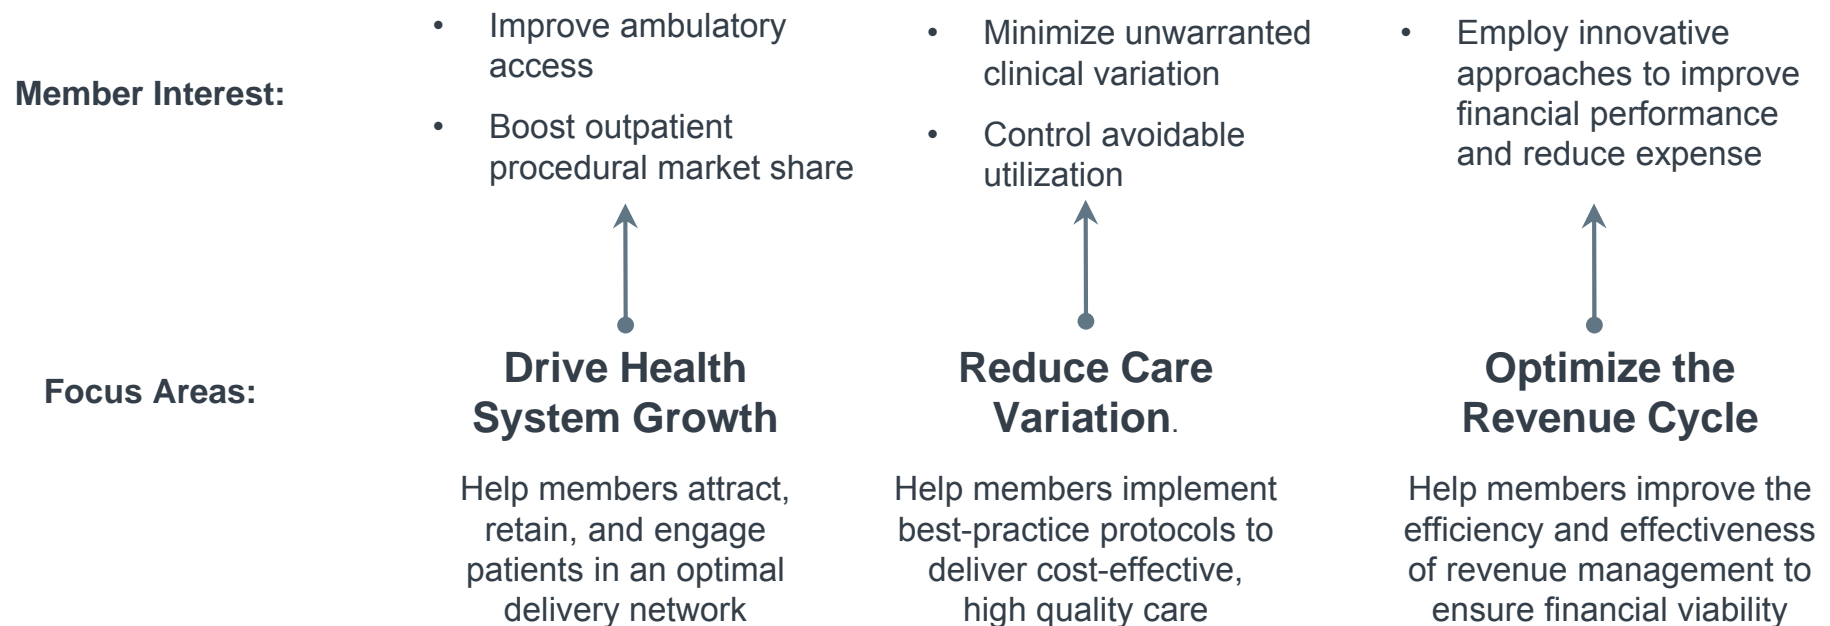 Member Interest:
• Improve ambulatory
access
• Boost outpatient
procedural market share
• Minimize unwarranted
clinical variation
• Control avoidable
utilization
• Employ innovative
approaches to improve
financial performance
and reduce expense
Focus Areas:
Drive Health
System Growth
Help members attract,
retain, and engage
patients in an optimal
delivery network
Reduce Care
Variation.
Help members implement
best-practice protocols to
deliver cost-effective,
high quality care
Optimize the
Revenue Cycle
Help members improve the
efficiency and effectiveness
of revenue management to
ensure financial viability